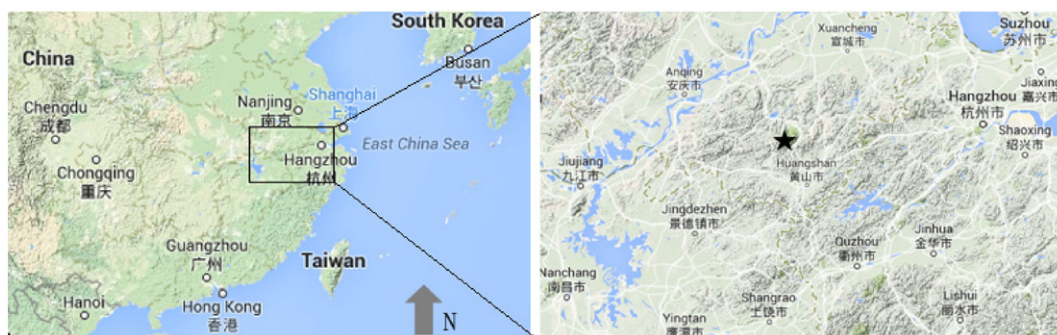 South Korea
China
Busan
부산
Chengdu
成都
Nanjing
南京
Shanghai
上海
East China Sea
Hangzhou
杭州
Chongqing
重庆
Guangzhou
广州
Taiwan
Hanoi
Hong Kong
香港
N
Suzhou
苏州市
Xuancheng
宣城市
Anqing
安庆市
Jiaxing
嘉兴市
Hangzhou
杭州市
Shaoxing
绍兴市
Jiujiang
九江市
Huangshan
黄山市
Jingdezhen
景德镇市
Quzhou
衢州市
Jinhua
金华市
Nanchang
南昌市
Shangrao
上饶市
Lishui
丽水市
Yingtan
鹰潭市